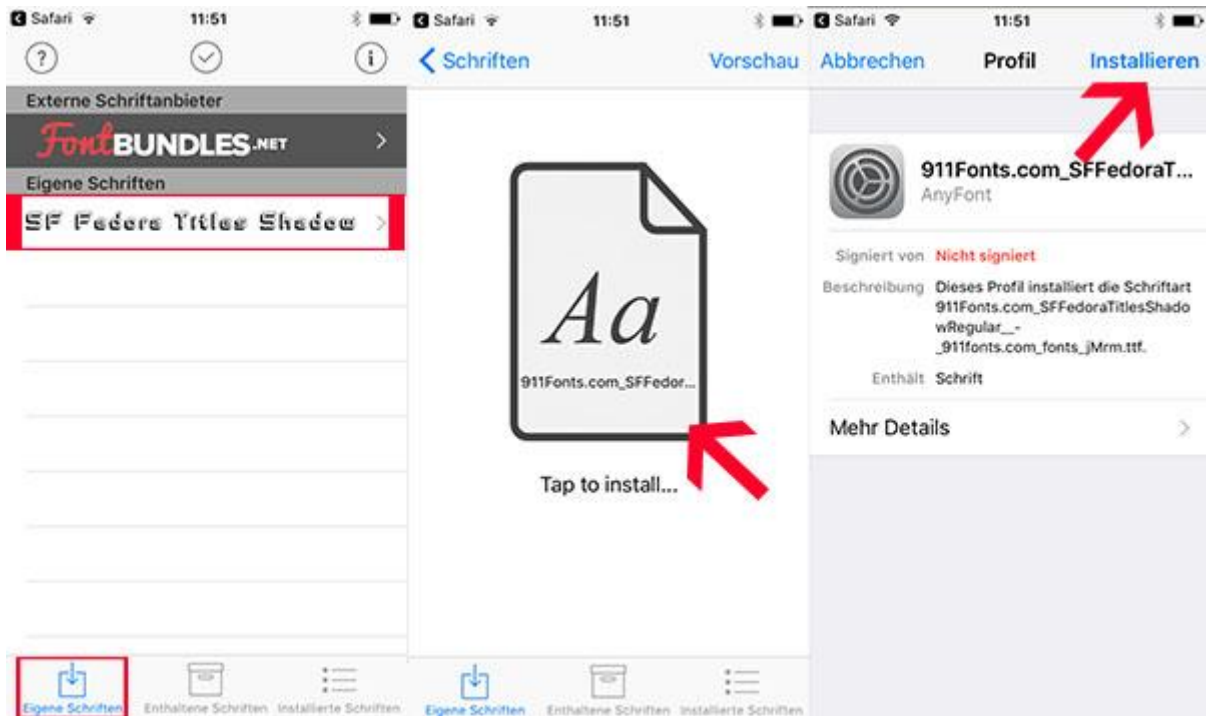 Safari 11:51
?
i
Externe Schriftanbieter
FontBUNDLES.NET
Eigene Schriften
SF Fedora Titles Shadow
Eigene Schriften Enthaltene Schriften Installierte Schriften
Safari 11:51
Schriften Vorschau
Aa
911Fonts.com_SFFedor...
Tap to install...
Eigene Schriften Enthaltene Schriften Installierte Schriften
Safari 11:51
Abbrechen Profil Installieren
911Fonts.com_SFFedoraT...
AnyFont
Signiert von Nicht signiert
Beschreibung Dieses Profil installiert die Schriftart
911Fonts.com_SFFedoraTitlesShado
wRegular__-
_911fonts.com_fonts_jMrm.ttf.
Enthält Schrift
Mehr Details